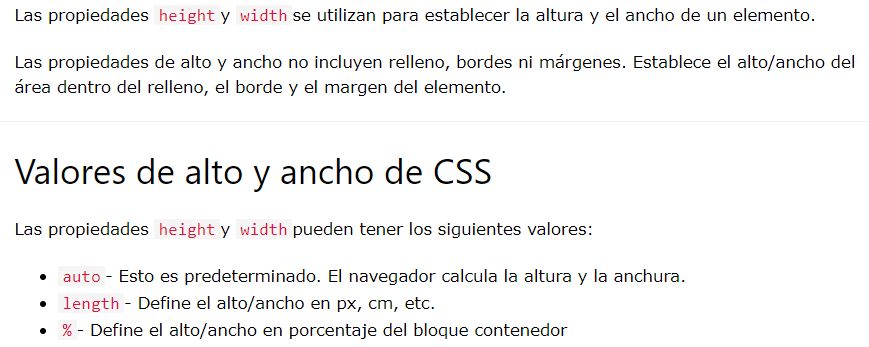 Las propiedades height y width se utilizan para establecer la altura y el ancho de un elemento.
Las propiedades de alto y ancho no incluyen relleno, bordes ni márgenes. Establece el alto/ancho del
área dentro del relleno, el borde y el margen del elemento.
Valores de alto y ancho de CSS
Las propiedades height y width pueden tener los siguientes valores:
• auto - Esto es predeterminado. El navegador calcula la altura y la anchura.
• length - Define el alto/ancho en px, cm, etc.
• % - Define el alto/ancho en porcentaje del bloque contenedor